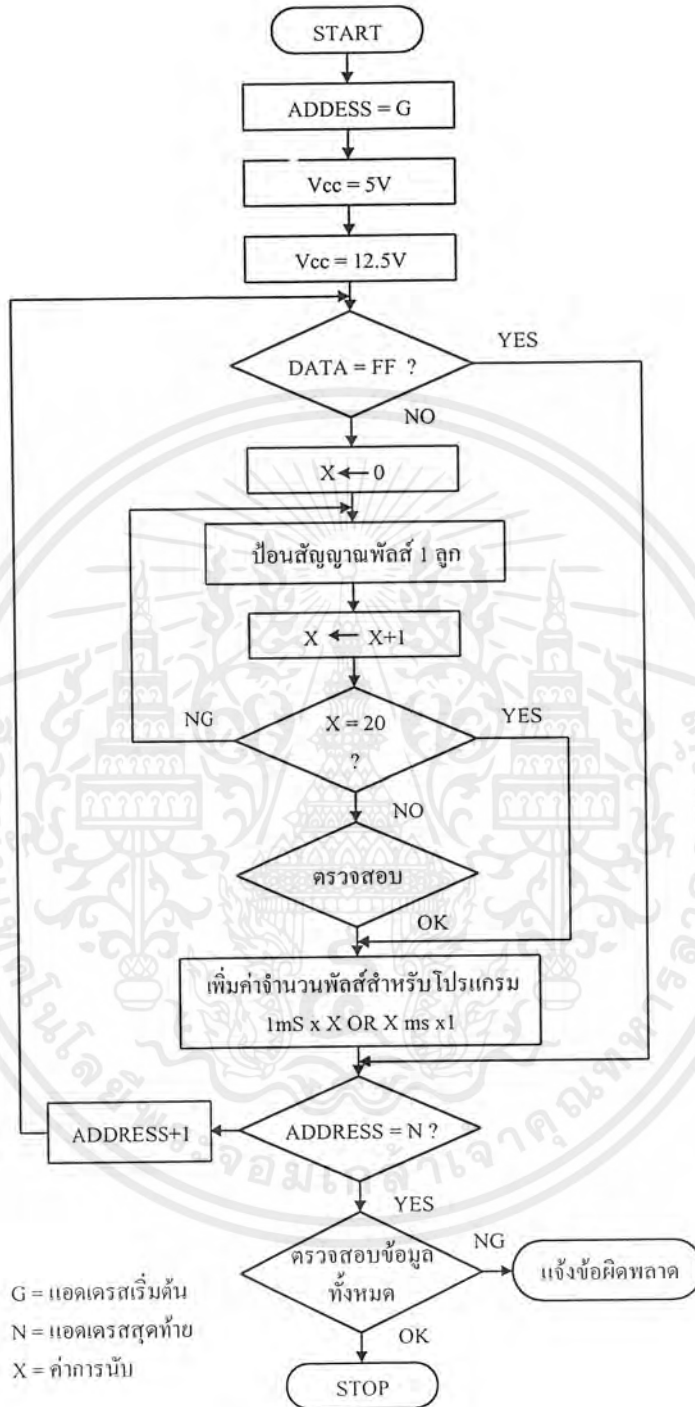 START
ADDESS = G
Vcc = 5V
Vcc = 12.5V
DATA = FF ?
YES
NO
X ← 0
ป้อนสัญญาณพัลส์ 1 ลูก
X ← X+1
NG
X = 20
?
YES
NO
ตรวจสอบ
OK
เพิ่มค่าจำนวนพัลส์สำหรับโปรแกรม
1mS x X OR X ms x1
ADDRESS+1
ADDRESS = N ?
YES
ตรวจสอบข้อมูล
ทั้งหมด
NG
แจ้งข้อผิดพลาด
OK
STOP
G = แอดเดรสเริ่มต้น
N = แอดเดรสสุดท้าย
X = ค่าการนับ